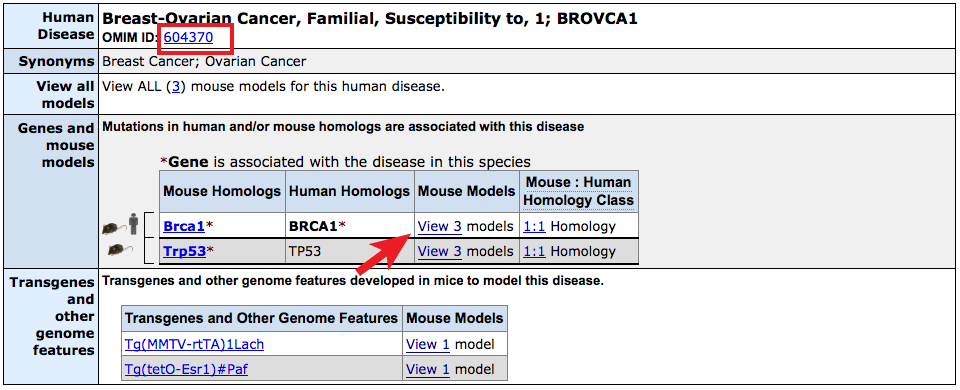 Human Disease
Breast-Ovarian Cancer, Familial, Susceptibility to, 1; BROVCA1
OMIM ID: 604370
Synonyms
Breast Cancer; Ovarian Cancer
View all models
View ALL (3) mouse models for this human disease.
Genes and mouse models
Mutations in human and/or mouse homologs are associated with this disease
*Gene is associated with the disease in this species
Mouse Homologs Human Homologs Mouse Models Mouse : Human Homology Class
Brca1* BRCA1* View 3 models 1:1 Homology
Trp53* TP53 View 3 models 1:1 Homology
Transgenes and other genome features
Transgenes and other genome features developed in mice to model this disease.
Transgenes and Other Genome Features Mouse Models
Tg(MMTV-rtTA)1Lach View 1 model
Tg(tetO-Esr1)#Paf View 1 model